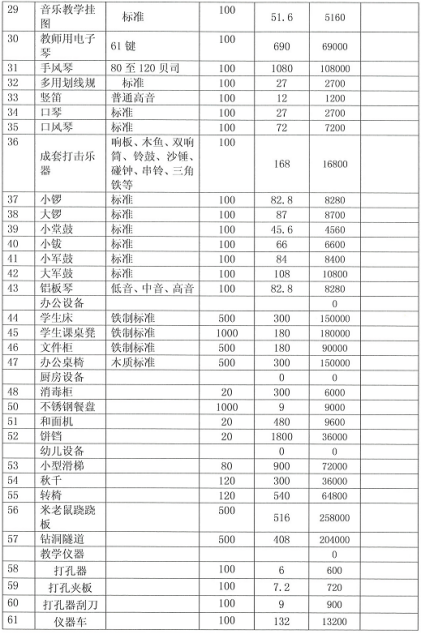 29 音乐教学挂图 标准 100 51.6 5160
30 教师用电子琴 61 键 100 690 69000
31 手风琴 80 至 120 贝司 100 1080 108000
32 多用划线规 标准 100 27 2700
33 竖笛 普通高音 100 12 1200
34 口琴 标准 100 27 2700
35 口风琴 标准 100 72 7200
36 成套打击乐器 响板、木鱼、双响筒、铃鼓、沙锤、碰钟、串铃、三角铁等 100 168 16800
37 小锣 标准 100 82.8 8280
38 大锣 标准 100 87 8700
39 小堂鼓 标准 100 45.6 4560
40 小钹 标准 100 66 6600
41 小军鼓 标准 100 84 8400
42 大军鼓 标准 100 108 10800
43 铝板琴 低音、中音、高音 100 82.8 8280
办公设备 0
44 学生床 铁制标准 500 300 150000
45 学生课桌凳 铁制标准 1000 180 180000
46 文件柜 铁制标准 500 180 90000
47 办公桌椅 木质标准 500 300 150000
厨房设备 0 0
48 消毒柜 20 300 6000
50 不锈钢餐盘 1000 9 9000
51 和面机 20 480 9600
52 饼铛 20 1800 36000
幼儿设备 0 0
53 小型滑梯 80 900 72000
54 秋千 120 300 36000
55 转椅 120 540 64800
56 米老鼠跷跷板 500 516 258000
57 钻洞隧道 500 408 204000
教学仪器 0
58 打孔器 100 6 600
59 打孔夹板 100 7.2 720
60 打孔器刮刀 100 9 900
61 仪器车 100 132 13200